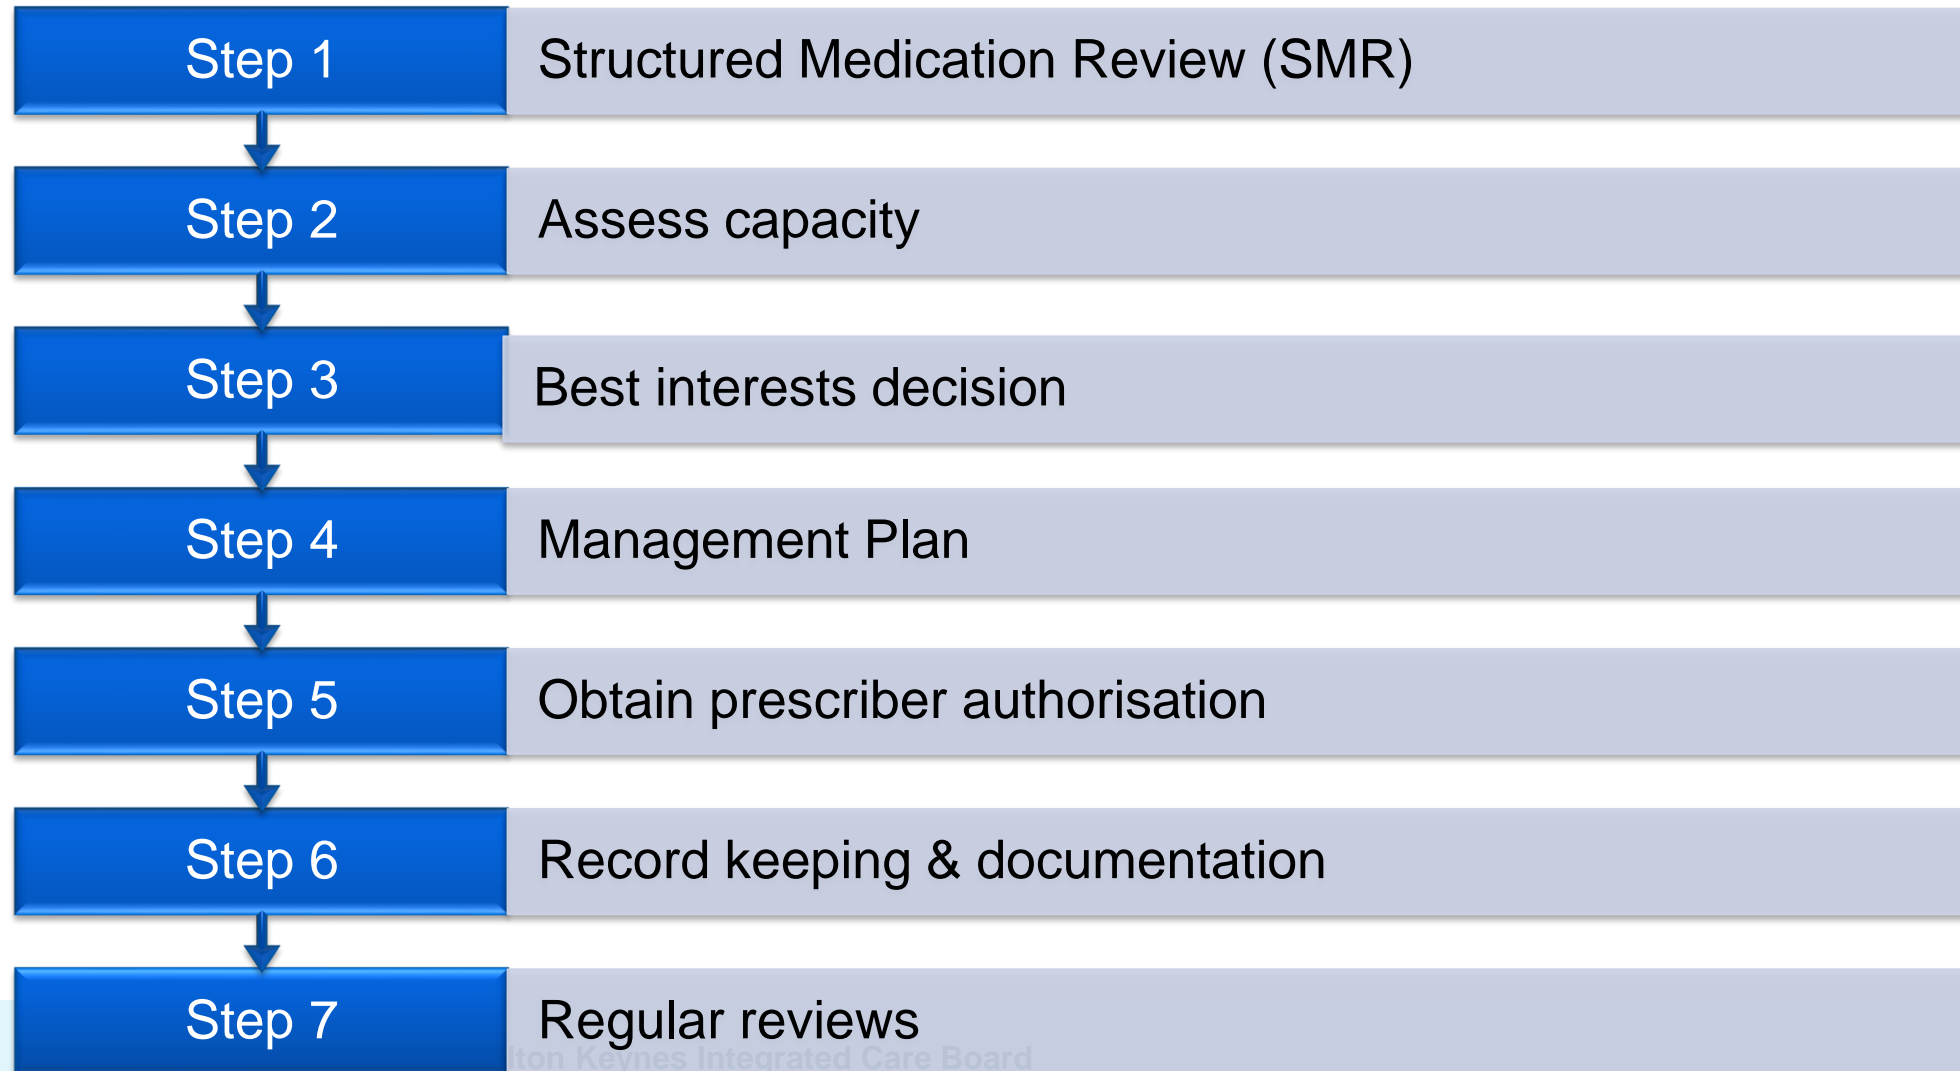 Step 1 Structured Medication Review (SMR)
Step 2 Assess capacity
Step 3 Best interests decision
Step 4 Management Plan
Step 5 Obtain prescriber authorisation
Step 6 Record keeping & documentation
Step 7 Regular reviews
lton Keynes Integrated Care Board